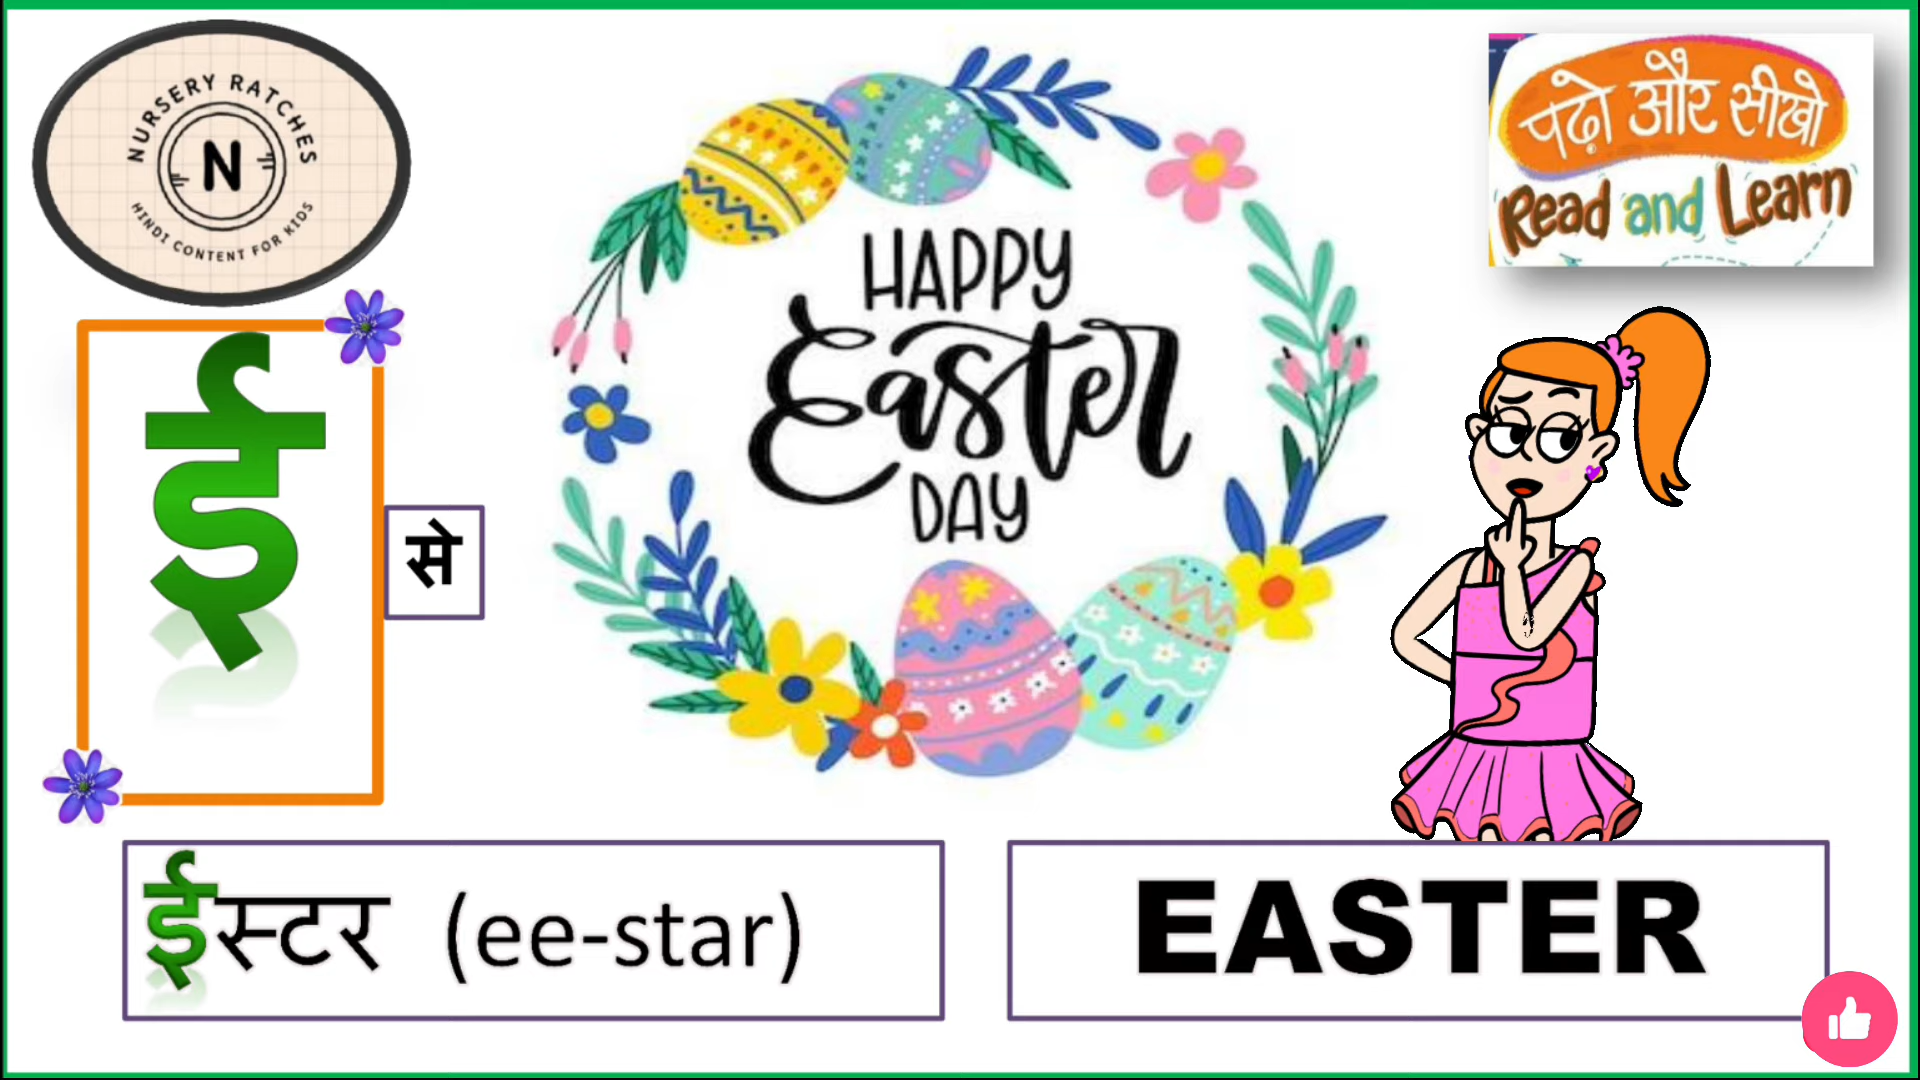 NURSERY RATCHES
N
HINDI CONTENT FOR KIDS
पढ़ो और सीखो
Read and Learn
HAPPY
Easter
DAY
ई
से
ईस्टर (ee-star)
EASTER